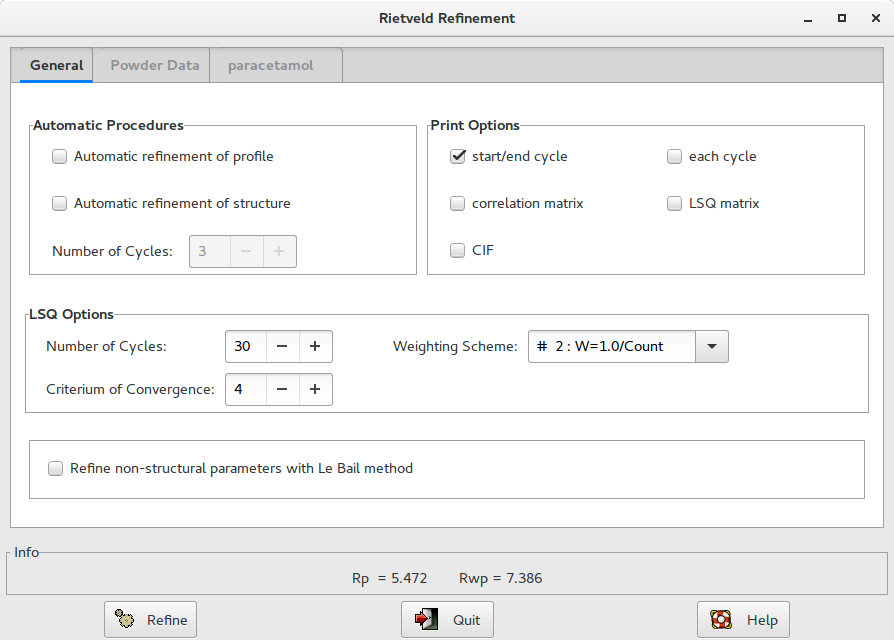 Rietveld Refinement
General Powder Data paracetamol
Automatic Procedures
Automatic refinement of profile
Automatic refinement of structure
Number of Cycles: 3 − +
Print Options
start/end cycle each cycle
correlation matrix LSQ matrix
CIF
LSQ Options
Number of Cycles: 30 − + Weighting Scheme: # 2 : W=1.0/Count
Criterium of Convergence: 4 − +
Refine non-structural parameters with Le Bail method
Info
Rp = 5.472 Rwp = 7.386
Refine Quit Help